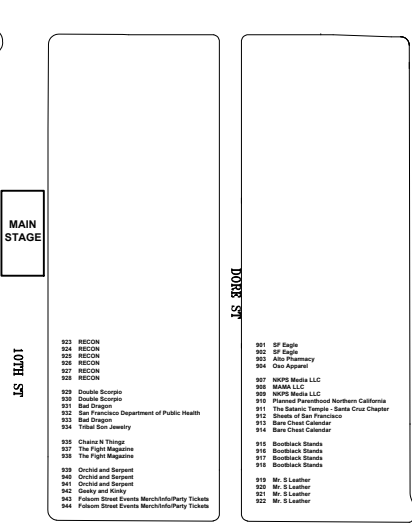 MAIN
STAGE
10TH ST
923 RECON
924 RECON
925 RECON
926 RECON
927 RECON
928 RECON
929 Double Scorpio
930 Double Scorpio
931 Bad Dragon
932 San Francisco Department of Public Health
933 Bad Dragon
934 Tribal Son Jewelry
935 Chainz N Thingz
937 The Fight Magazine
938 The Fight Magazine
939 Orchid and Serpent
940 Orchid and Serpent
941 Orchid and Serpent
942 Geeky and Kinky
943 Folsom Street Events Merch/Info/Party Tickets
944 Folsom Street Events Merch/Info/Party Tickets
DORE ST
901 SF Eagle
902 SF Eagle
903 Alto Pharmacy
904 Oso Apparel
907 NKPS Media LLC
908 MAMA LLC
909 NKPS Media LLC
910 Planned Parenthood Northern California
911 The Satanic Temple - Santa Cruz Chapter
912 Sheets of San Francisco
913 Bare Chest Calendar
914 Bare Chest Calendar
915 Bootblack Stands
916 Bootblack Stands
917 Bootblack Stands
918 Bootblack Stands
919 Mr. S Leather
920 Mr. S Leather
921 Mr. S Leather
922 Mr. S Leather